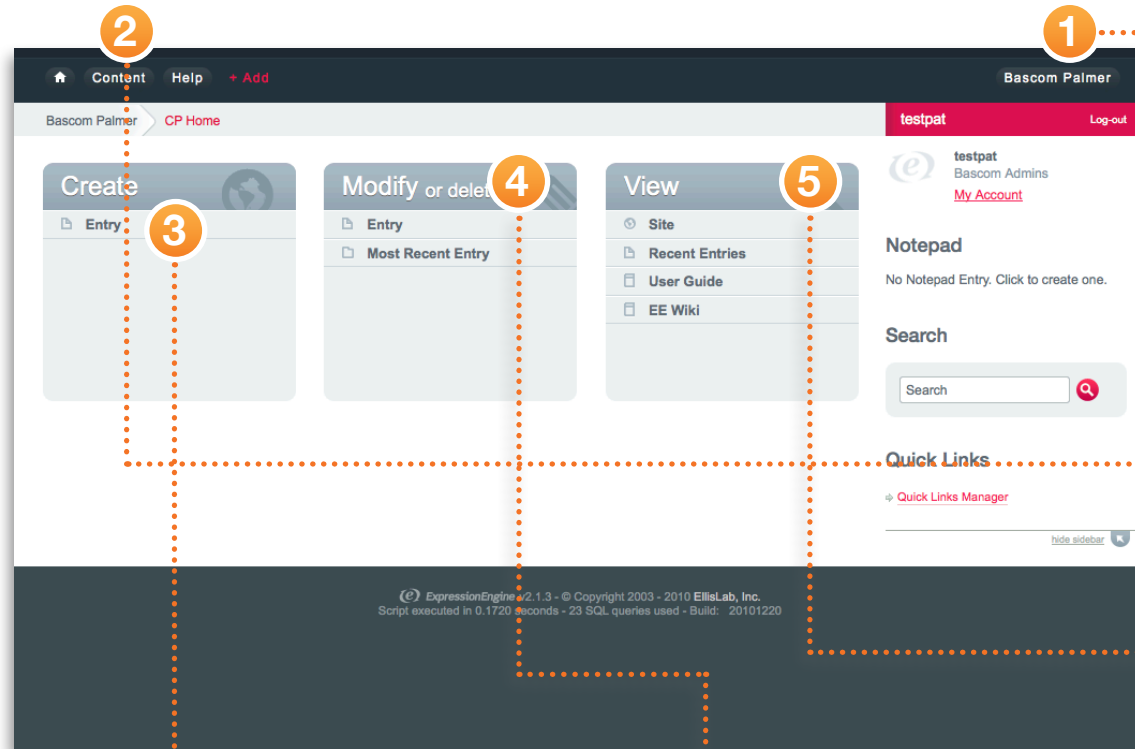 2
1
Content Help + Add
Bascom Palmer
Bascom Palmer CP Home
testpat Log-out
testpat
Bascom Admins
My Account
Create
Entry
3
Modify or delet
4
Entry
Most Recent Entry
View
5
Site
Recent Entries
User Guide
EE Wiki
Notepad
No Notepad Entry. Click to create one.
Search
Search
Quick Links
Quick Links Manager
hide sidebar
(e) ExpressionEngine v2.1.3 - © Copyright 2003 - 2010 EllisLab, Inc.
Script executed in 0.1720 seconds - 23 SQL queries used - Build: 20101220